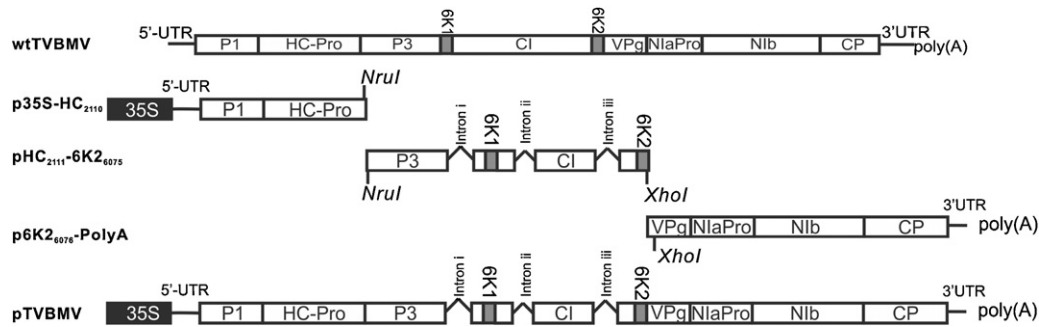 wtTVBMV 5'-UTR P1 HC-Pro P3 6K1 CI 6K2 VPg NIaPro NIb CP 3'UTR poly(A)
p35S-HC2110 35S 5'-UTR P1 HC-Pro NruI
pHC2111-6K26075 NruI P3 Intron i 6K1 Intron ii CI Intron iii 6K2 XhoI
p6K26076-PolyA VPg XhoI NIaPro NIb CP 3'UTR poly(A)
pTVBMV 35S 5'-UTR P1 HC-Pro P3 Intron i 6K1 Intron ii CI Intron iii 6K2 VPg NIaPro NIb CP 3'UTR poly(A)